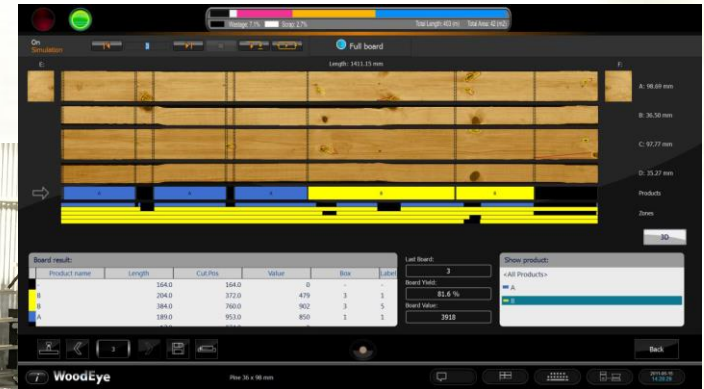 Wastage: 7.1% Scrap: 2.7% Total Length: 403 (m) Total Area: 42 (m2)
On
Simulation
Full board
E: Length: 1411.15 mm F:
A: 98.69 mm
B: 36.50 mm
C: 97.77 mm
D: 35.27 mm
A A A B B Products
Zones
3D
Board result:
Product name Length Cut.Pos Value Box Label
- 164.0 164.0 0 - -
B 204.0 372.0 479 3 1
B 384.0 760.0 902 3 5
A 189.0 953.0 850 1 1
Led Board:
3
Board Yield:
81.6 %
Board Value:
3918
Show product:
<All Products>
A
B
3
Back
WoodEye
Pine 36 x 98 mm